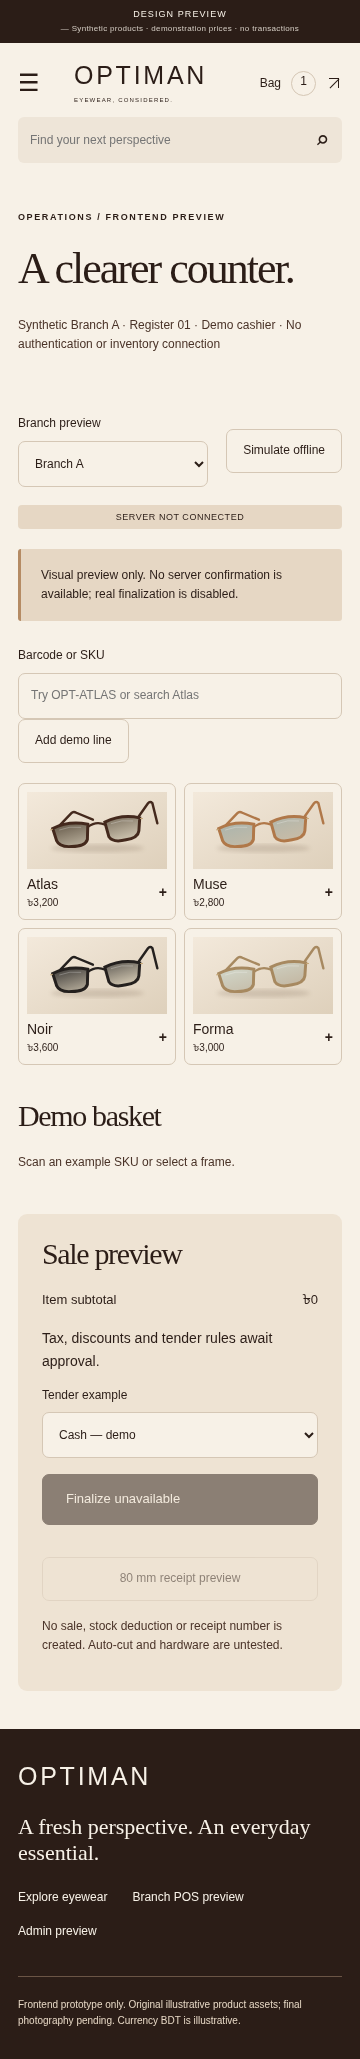 DESIGN PREVIEW
— Synthetic products · demonstration prices · no transactions
OPTIMAN
EYEWEAR, CONSIDERED.
Bag 1
Find your next perspective
OPERATIONS / FRONTEND PREVIEW
A clearer counter.
Synthetic Branch A · Register 01 · Demo cashier · No
authentication or inventory connection
Branch preview
Branch A
Simulate offline
SERVER NOT CONNECTED
Visual preview only. No server confirmation is
available; real finalization is disabled.
Barcode or SKU
Try OPT-ATLAS or search Atlas
Add demo line
Atlas
৳3,200
+
Muse
৳2,800
+
Noir
৳3,600
+
Forma
৳3,000
+
Demo basket
Scan an example SKU or select a frame.
Sale preview
Item subtotal ৳0
Tax, discounts and tender rules await
approval.
Tender example
Cash — demo
Finalize unavailable
80 mm receipt preview
No sale, stock deduction or receipt number is
created. Auto-cut and hardware are untested.
OPTIMAN
A fresh perspective. An everyday
essential.
Explore eyewear Branch POS preview
Admin preview
Frontend prototype only. Original illustrative product assets; final
photography pending. Currency BDT is illustrative.